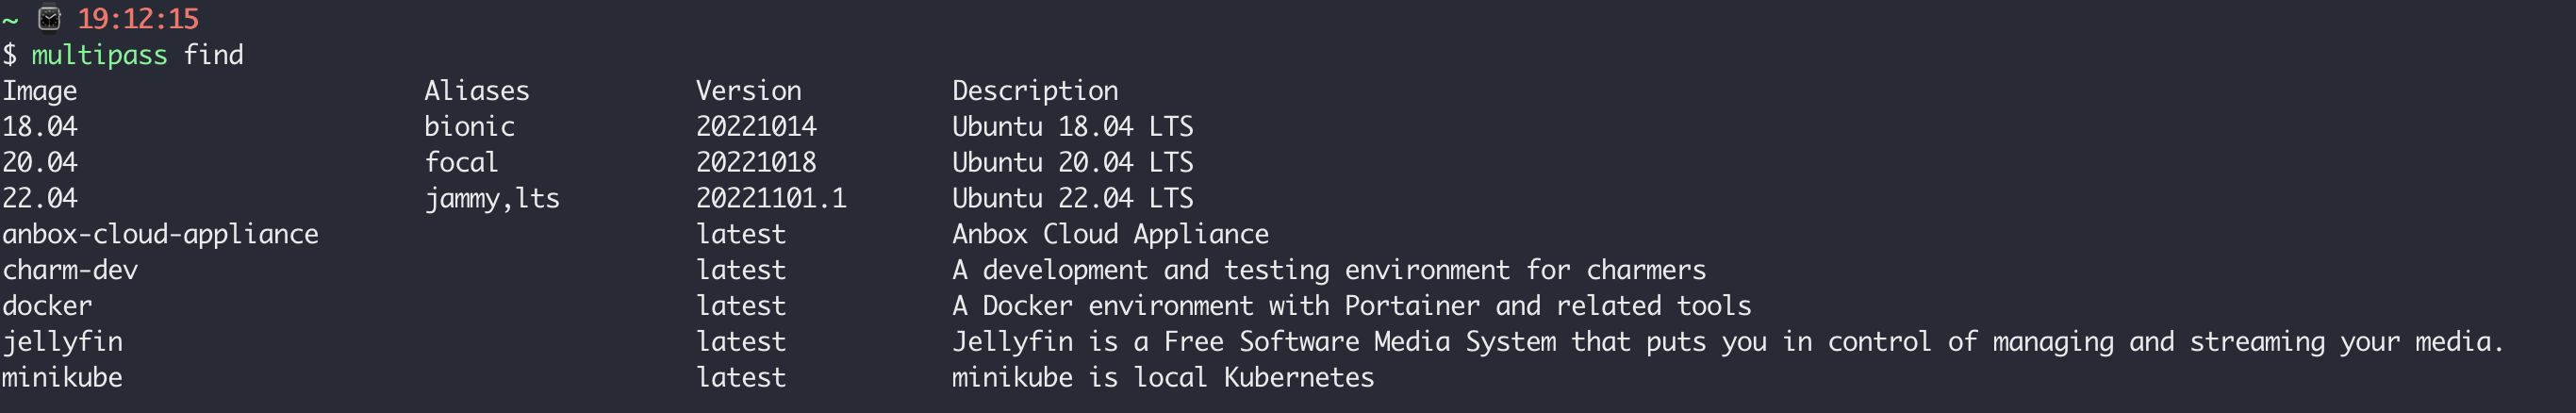 ~ ⌚ 19:12:15
$ multipass find
Image                       Aliases           Version          Description
18.04                       bionic            20221014         Ubuntu 18.04 LTS
20.04                       focal             20221018         Ubuntu 20.04 LTS
22.04                       jammy,lts         20221101.1       Ubuntu 22.04 LTS
anbox-cloud-appliance                         latest           Anbox Cloud Appliance
charm-dev                                     latest           A development and testing environment for charmers
docker                                        latest           A Docker environment with Portainer and related tools
jellyfin                                      latest           Jellyfin is a Free Software Media System that puts you in control of managing and streaming your media.
minikube                                      latest           minikube is local Kubernetes